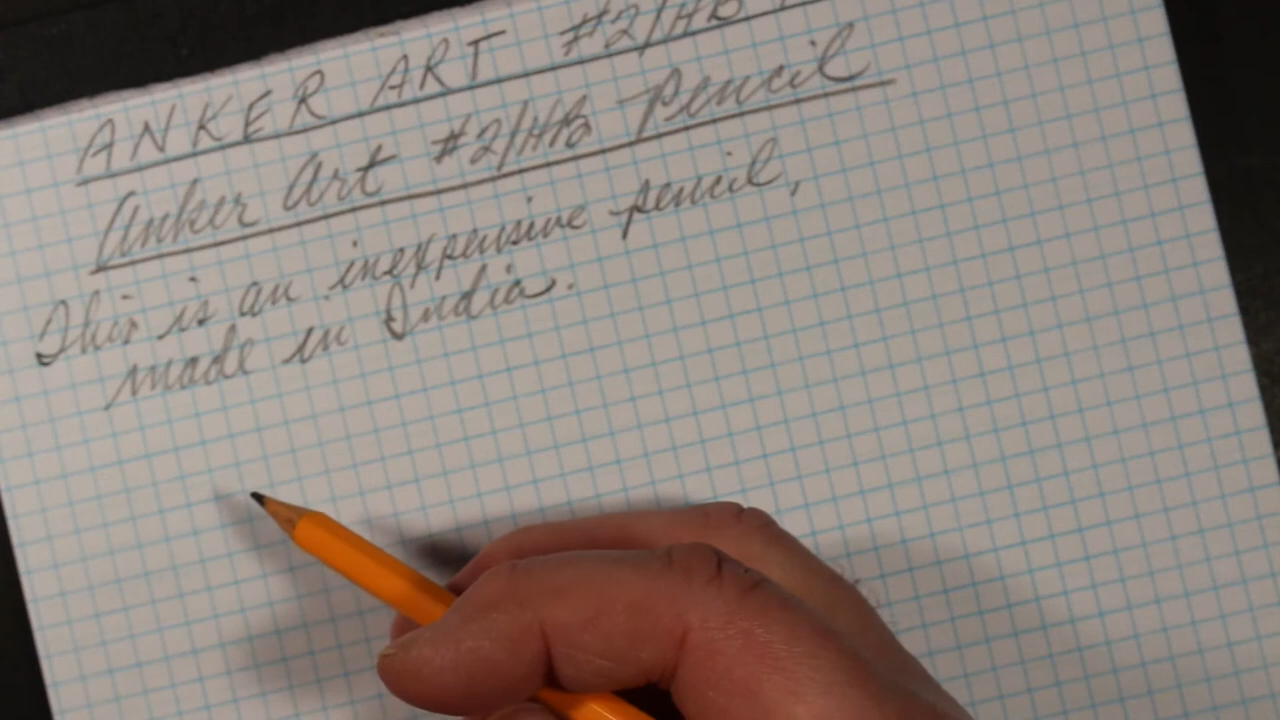 ANKER ART #2/HB
Anker Art #2/HB Pencil
This is an inexpensive pencil,
made in India.